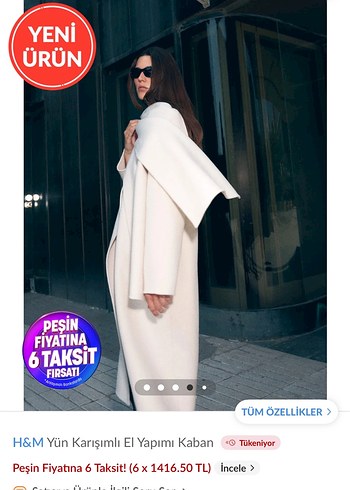 YENİ
ÜRÜN
PEŞİN
FİYATINA
6 TAKSİT
FIRSATI
TÜM ÖZELLİKLER >
H&M Yün Karışımlı El Yapımı Kaban Tükeniyor
Peşin Fiyatına 6 Taksit! (6 x 1416.50 TL) İncele >